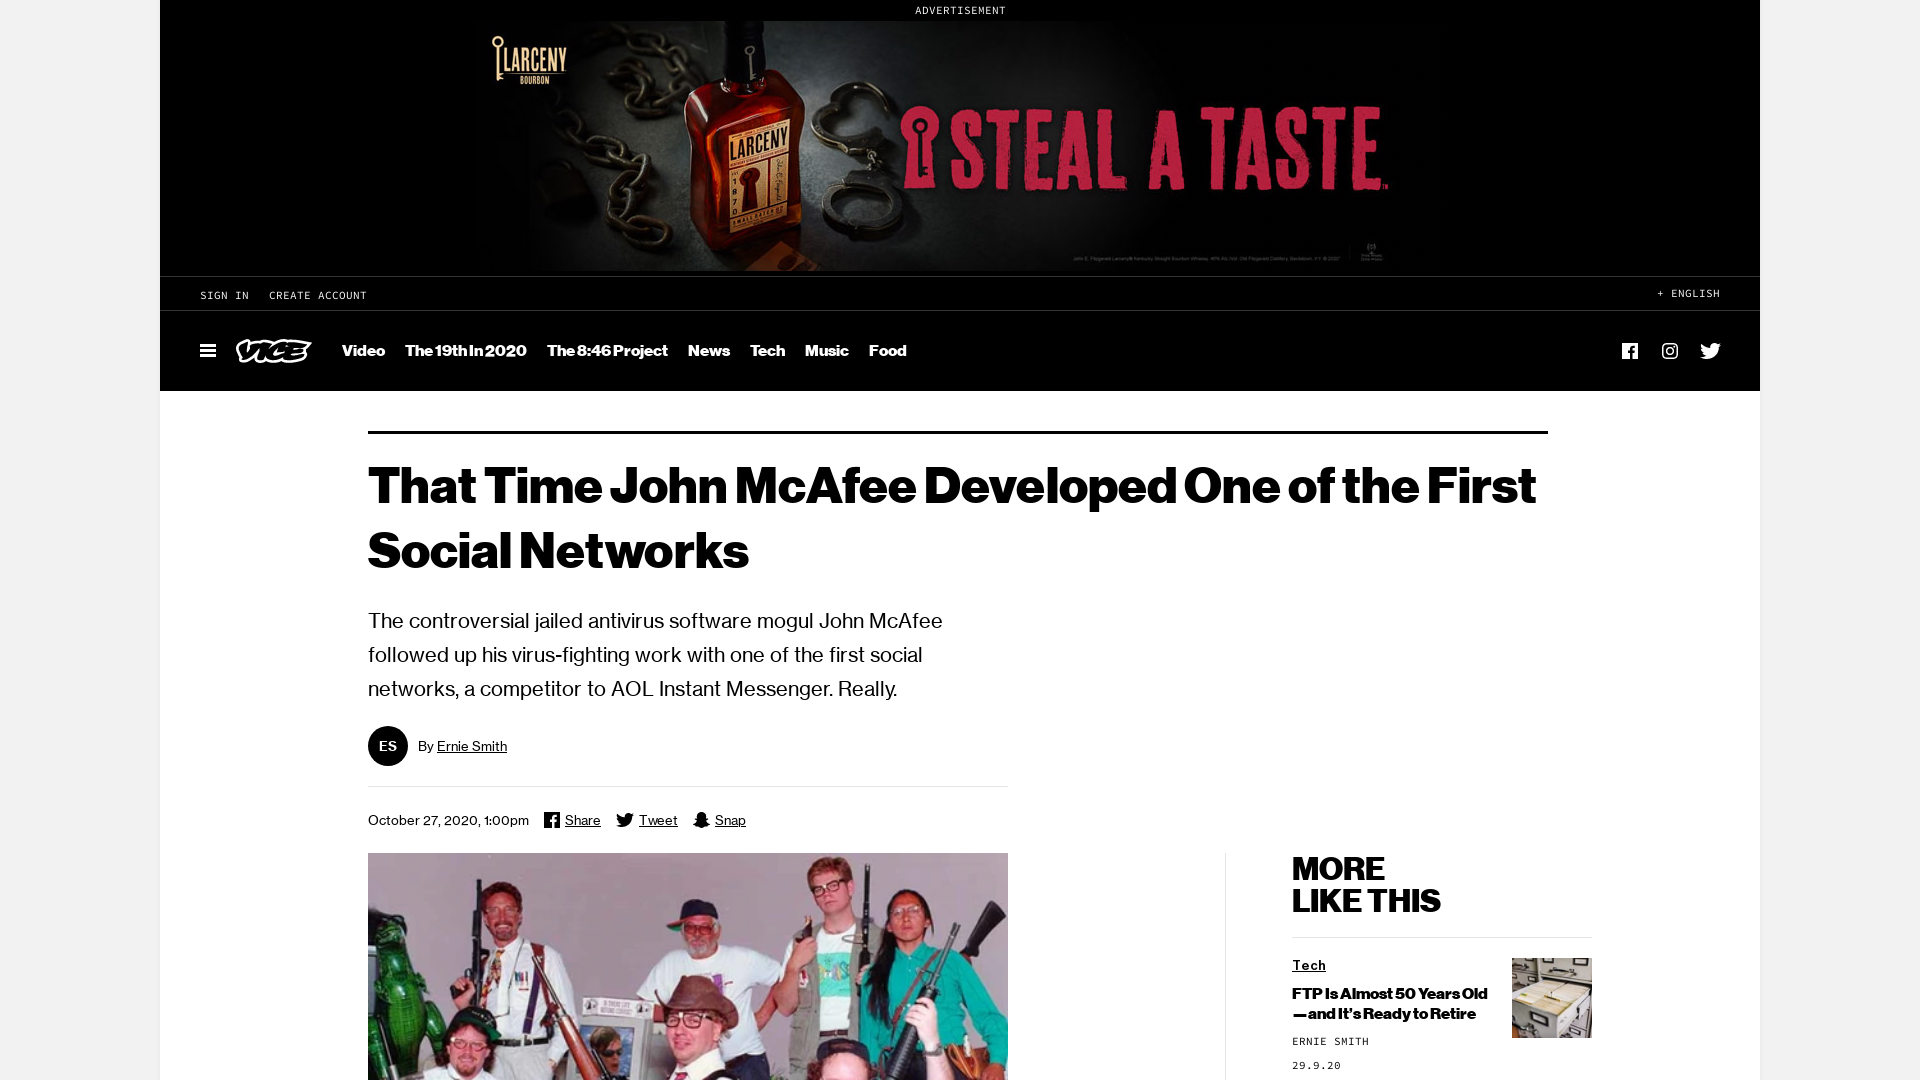 ADVERTISEMENT
LARCENY
BOURBON
LARCENY
1870
STEAL A TASTE
SIGN IN CREATE ACCOUNT
+ ENGLISH
VICE
Video The 19th In 2020 The 8:46 Project News Tech Music Food
That Time John McAfee Developed One of the First
Social Networks
The controversial jailed antivirus software mogul John McAfee
followed up his virus-fighting work with one of the first social
networks, a competitor to AOL Instant Messenger. Really.
ES By Ernie Smith
October 27, 2020, 1:00pm Share Tweet Snap
MORE
LIKE THIS
Tech
FTP Is Almost 50 Years Old
—and It's Ready to Retire
ERNIE SMITH
29.9.20